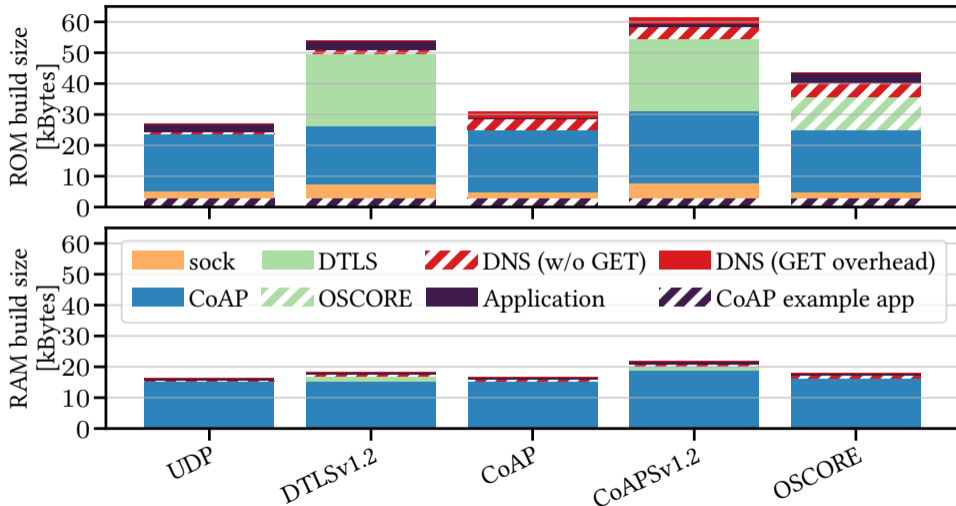 ROM build size
[kBytes]
60
50
40
30
20
10
0
RAM build size
[kBytes]
60
50
40
30
20
10
0
sock
DTLS
DNS (w/o GET)
DNS (GET overhead)
CoAP
OSCORE
Application
CoAP example app
UDP
DTLSv1.2
CoAP
CoAPSv1.2
OSCORE